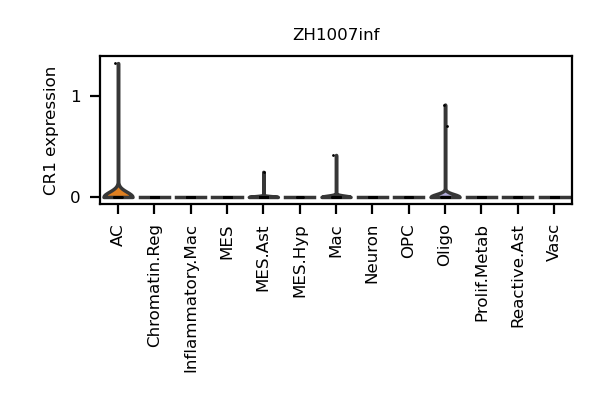 ZH1007inf
CR1 expression
1
0
AC
Chromatin.Reg
Inflammatory.Mac
MES
MES.Ast
MES.Hyp
Mac
Neuron
OPC
Oligo
Prolif.Metab
Reactive.Ast
Vasc